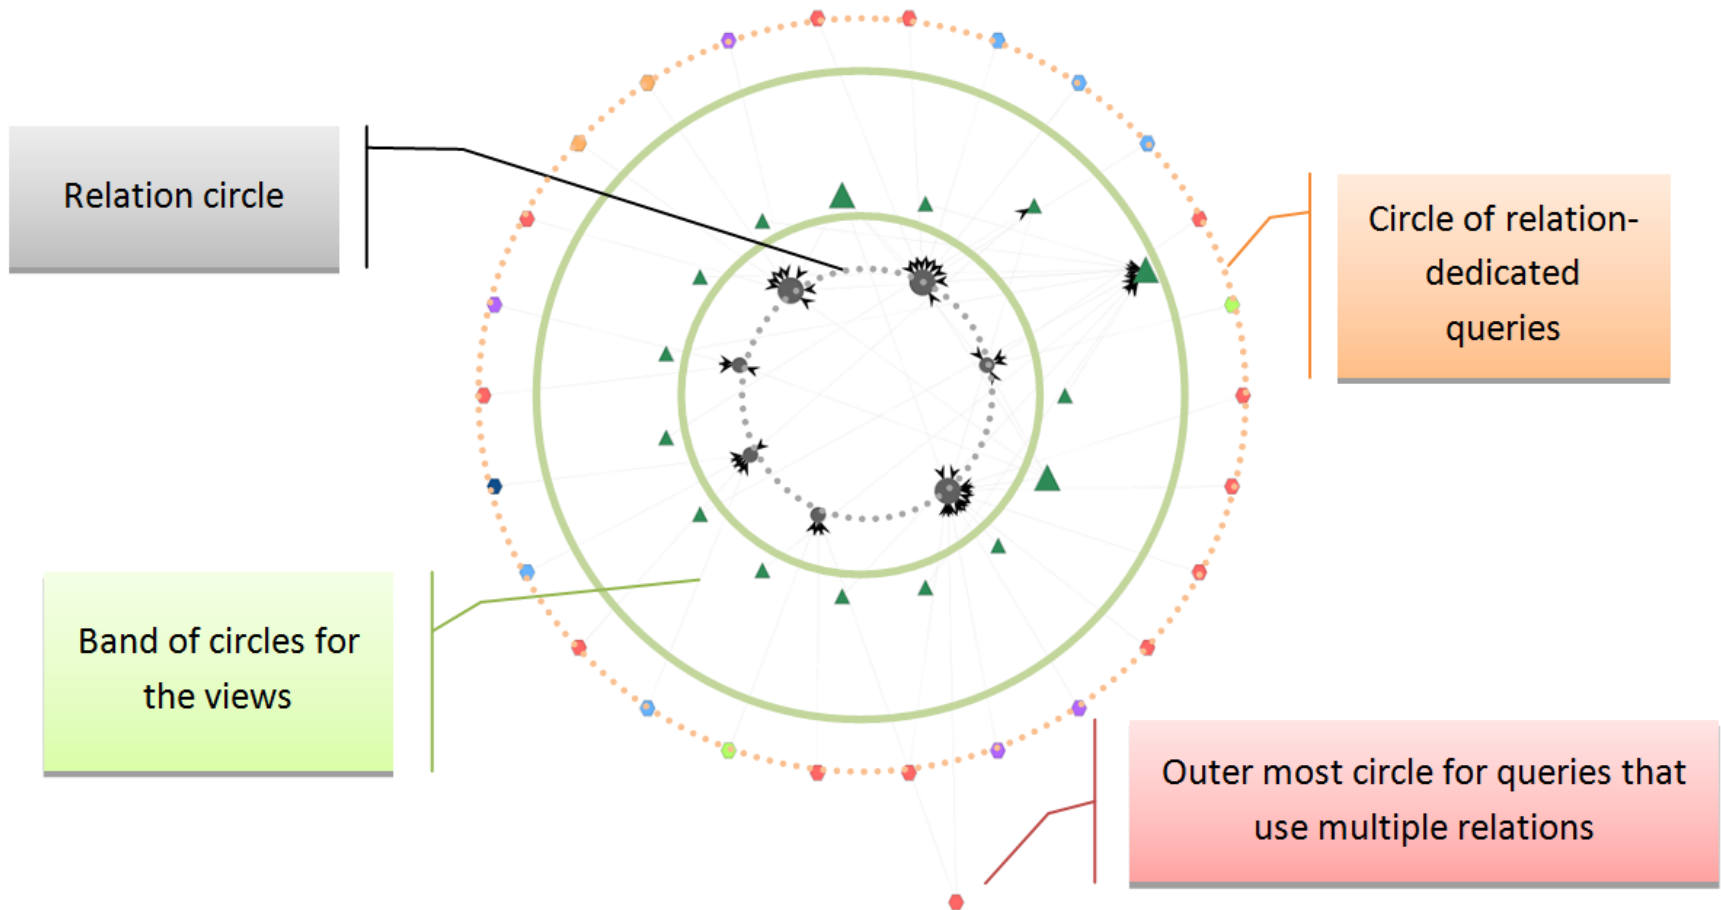 Relation circle
Circle of relation-
dedicated
queries
Band of circles for
the views
Outer most circle for queries that
use multiple relations